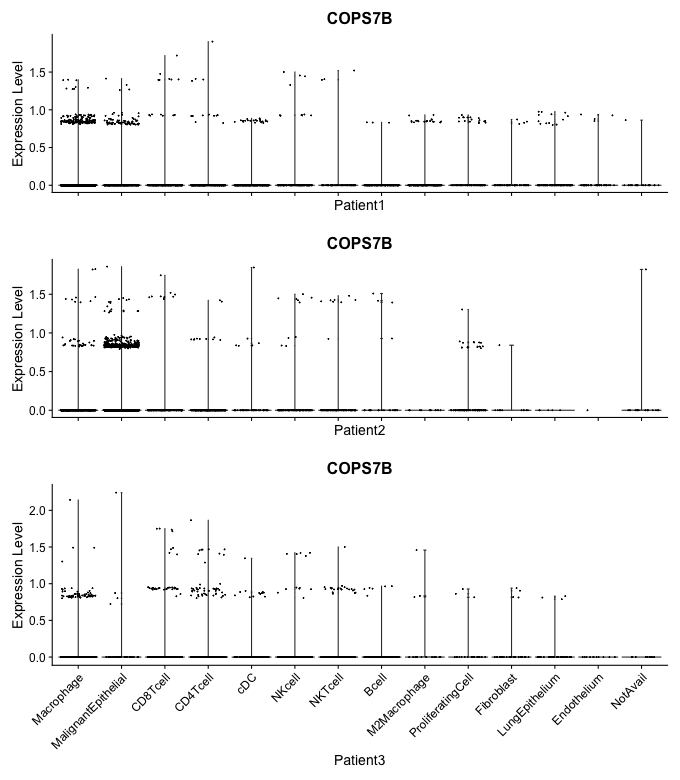 COPS7B
Expression Level
1.5
1.0
0.5
0.0
Patient1
COPS7B
Expression Level
1.5
1.0
0.5
0.0
Patient2
COPS7B
Expression Level
2.0
1.5
1.0
0.5
0.0
Macrophage
MalignantEpithelial
CD8Tcell
CD4Tcell
cDC
NKcell
NKTcell
Bcell
M2Macrophage
ProliferatingCell
Fibroblast
LungEpithelium
Endothelium
NotAvail
Patient3